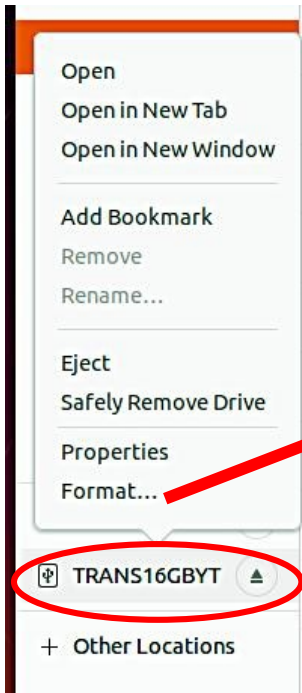 Open
Open in New Tab
Open in New Window
Add Bookmark
Remove
Rename...
Eject
Safely Remove Drive
Properties
Format...
TRANS16GBYT
+ Other Locations